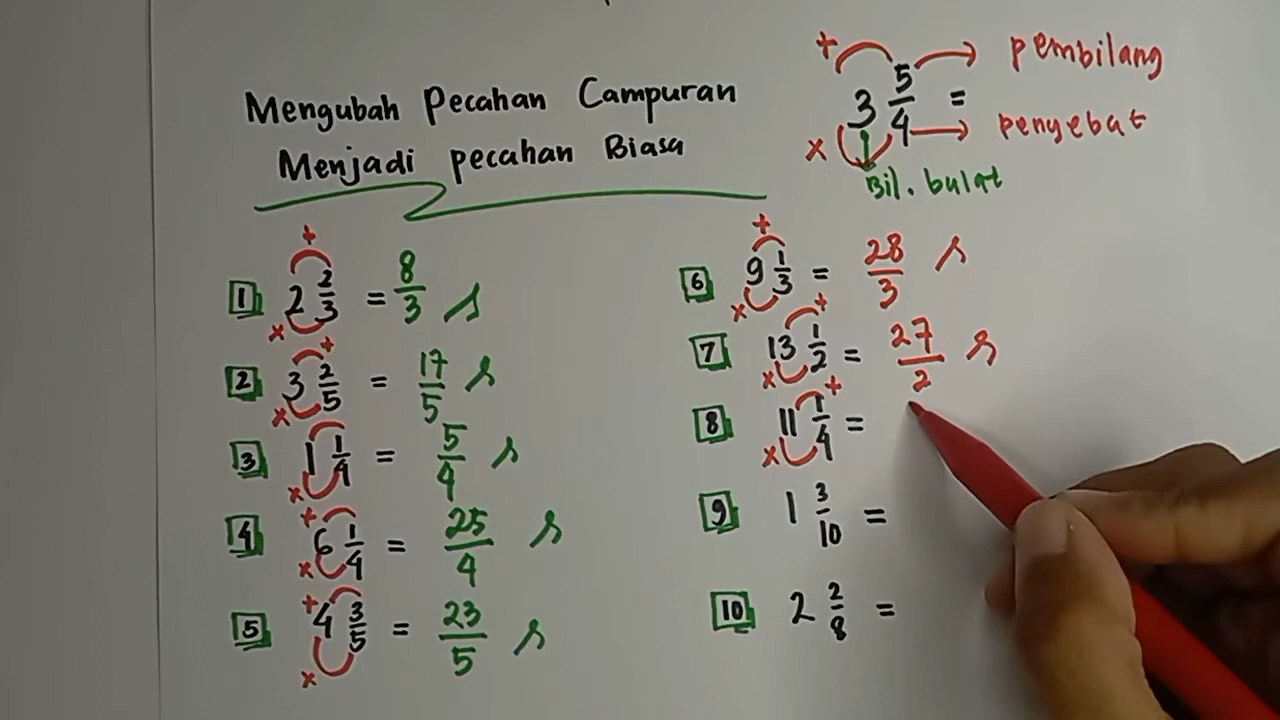 Mengubah Pecahan Campuran
Menjadi pecahan Biasa
+ 3 5/4 = pembilang
x penyebat
Bil. bulat
1 + 2 2/3 x = 8/3 s
2 + 3 2/5 x = 17/5 s
3 1 1/4 x = 5/4 s
4 + 6 1/4 x = 25/4 s
5 + 4 3/5 x = 23/5 s
6 + 9 1/3 x = 28/3 s
7 + 13 1/2 x = 27/2 s
8 + 11 1/4 x =
9 1 3/10 =
10 2 2/8 =